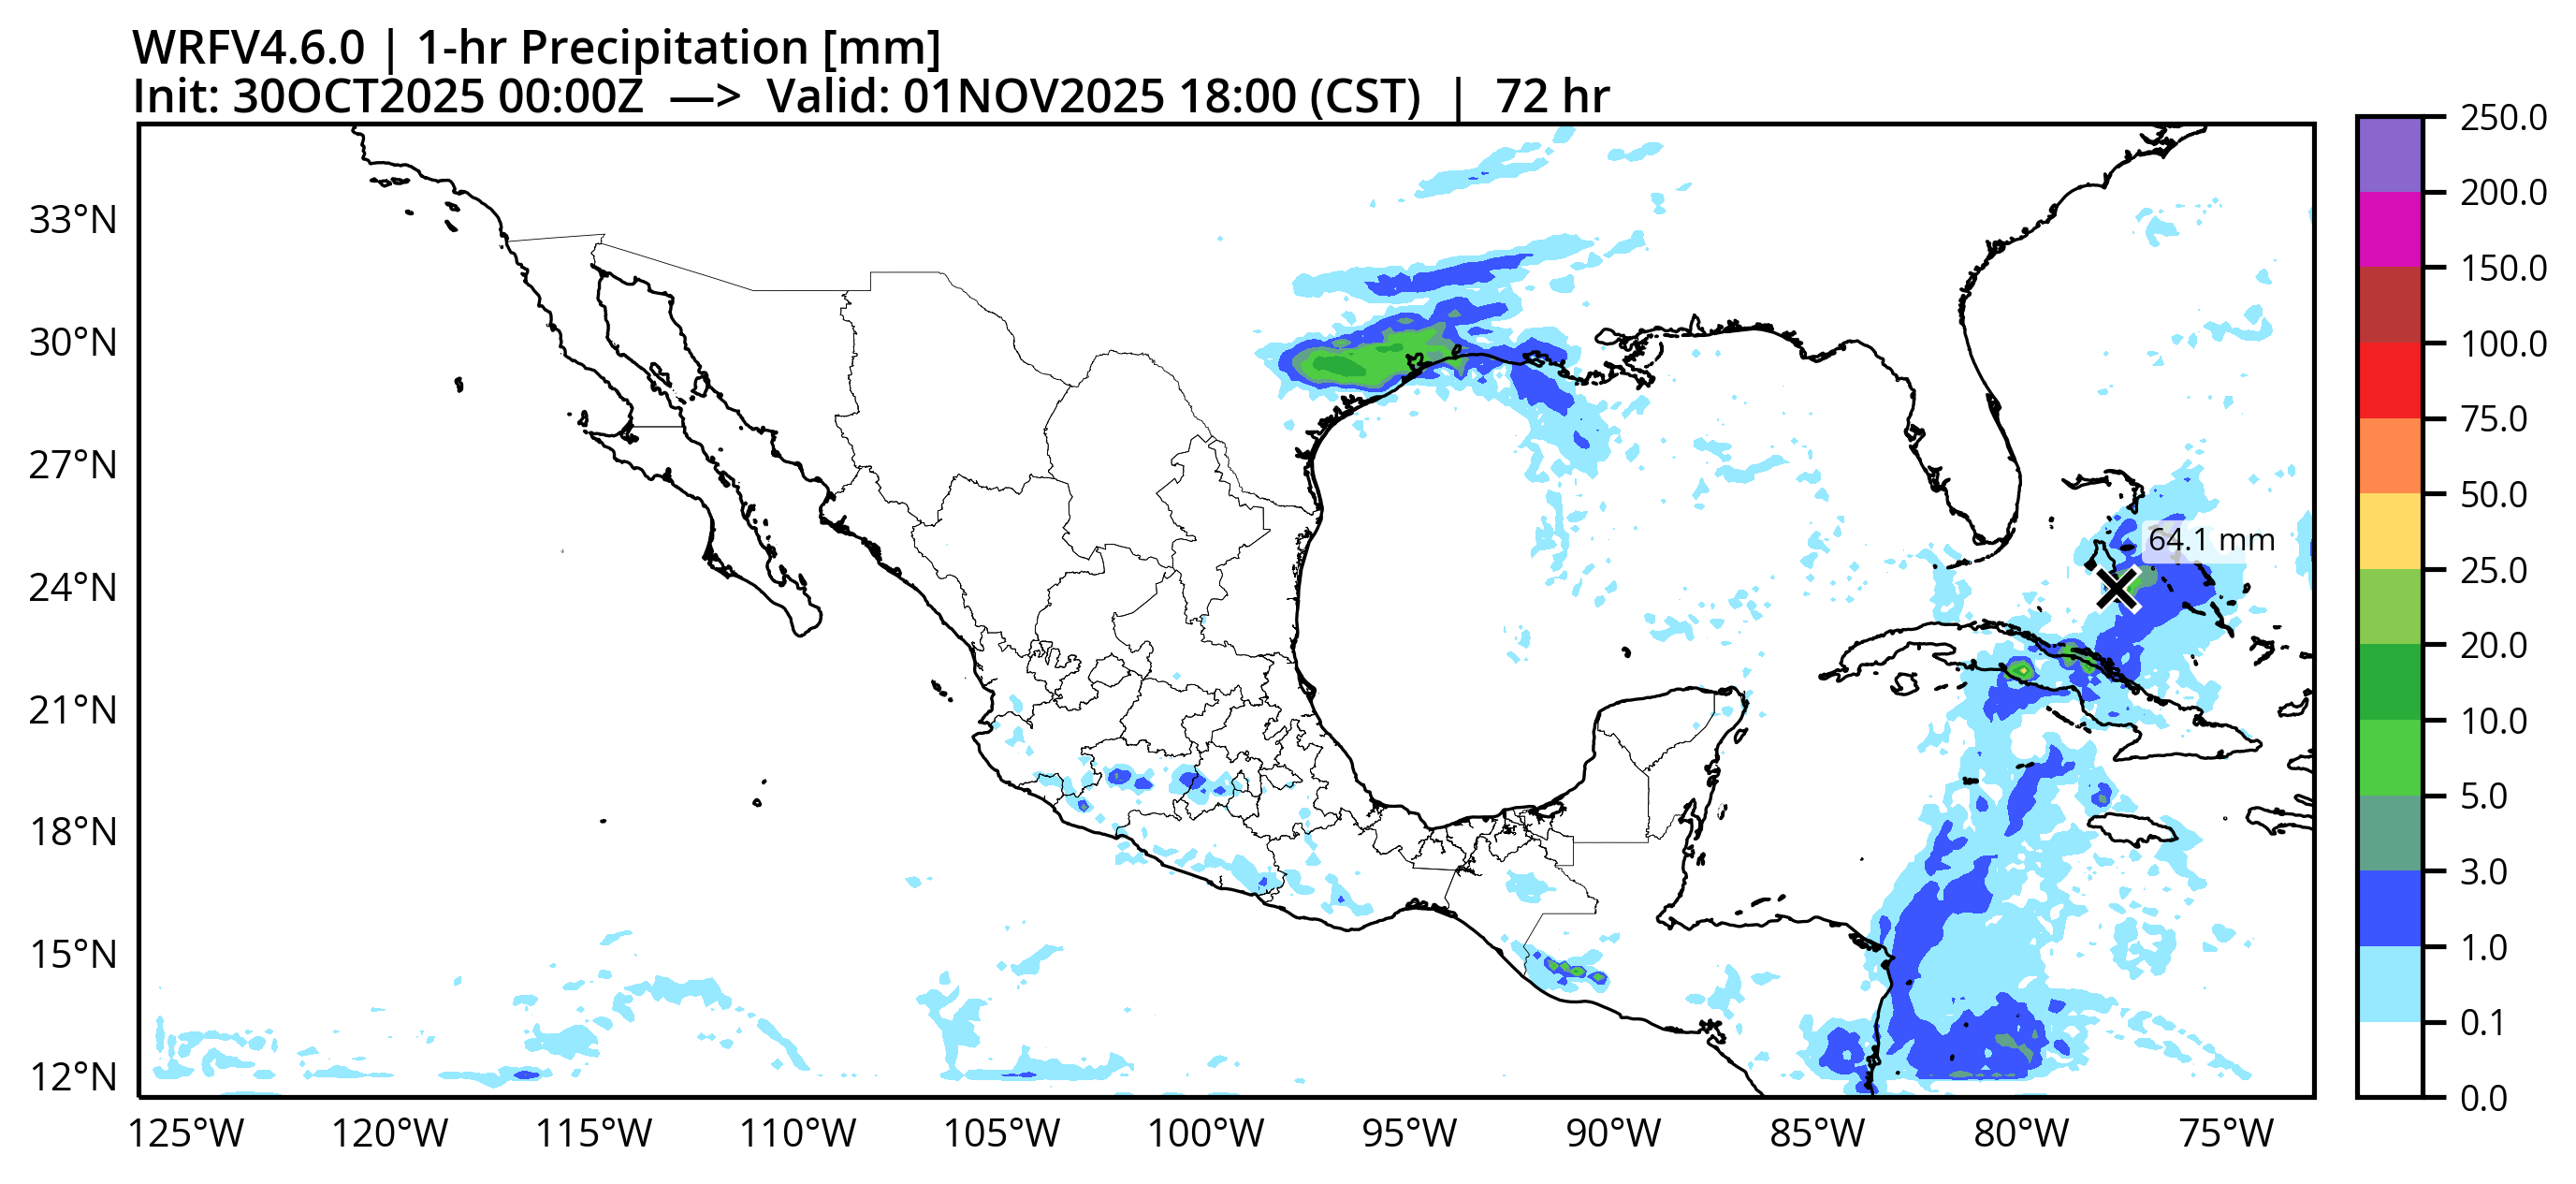 WRFV4.6.0 | 1-hr Precipitation [mm]
Init: 30OCT2025 00:00Z —> Valid: 01NOV2025 18:00 (CST) | 72 hr
33°N
30°N
27°N
24°N
21°N
18°N
15°N
12°N
125°W 120°W 115°W 110°W 105°W 100°W 95°W 90°W 85°W 80°W 75°W
64.1 mm
250.0
200.0
150.0
100.0
75.0
50.0
25.0
20.0
10.0
5.0
3.0
1.0
0.1
0.0